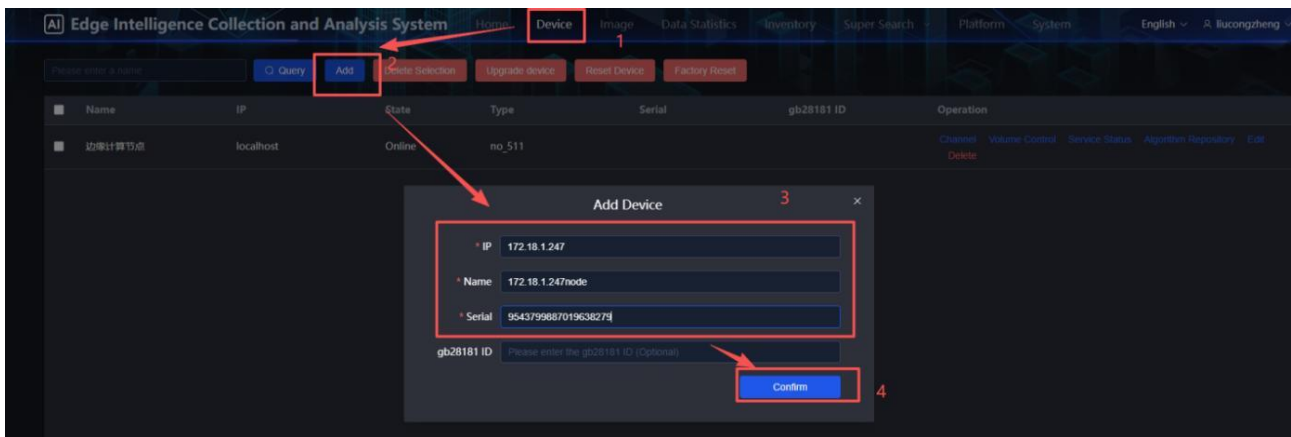 AI Edge Intelligence Collection and Analysis System Home Device Image Data Statistics Inventory Super Search Platform System English liucongzheng
1
Please enter a name Query Add 2 Delete Selection Upgrade device Reset Device Factory Reset
Name IP State Type Serial gb28181 ID Operation
边缘计算节点 localhost Online no_511 Channel Volume Control Service Status Algorithm Repository Edit
Delete
Add Device 3 ×
* IP 172.18.1.247
* Name 172.18.1.247node
* Serial 9543799887019638279
gb28181 ID Please enter the gb28181 ID (Optional)
Confirm 4